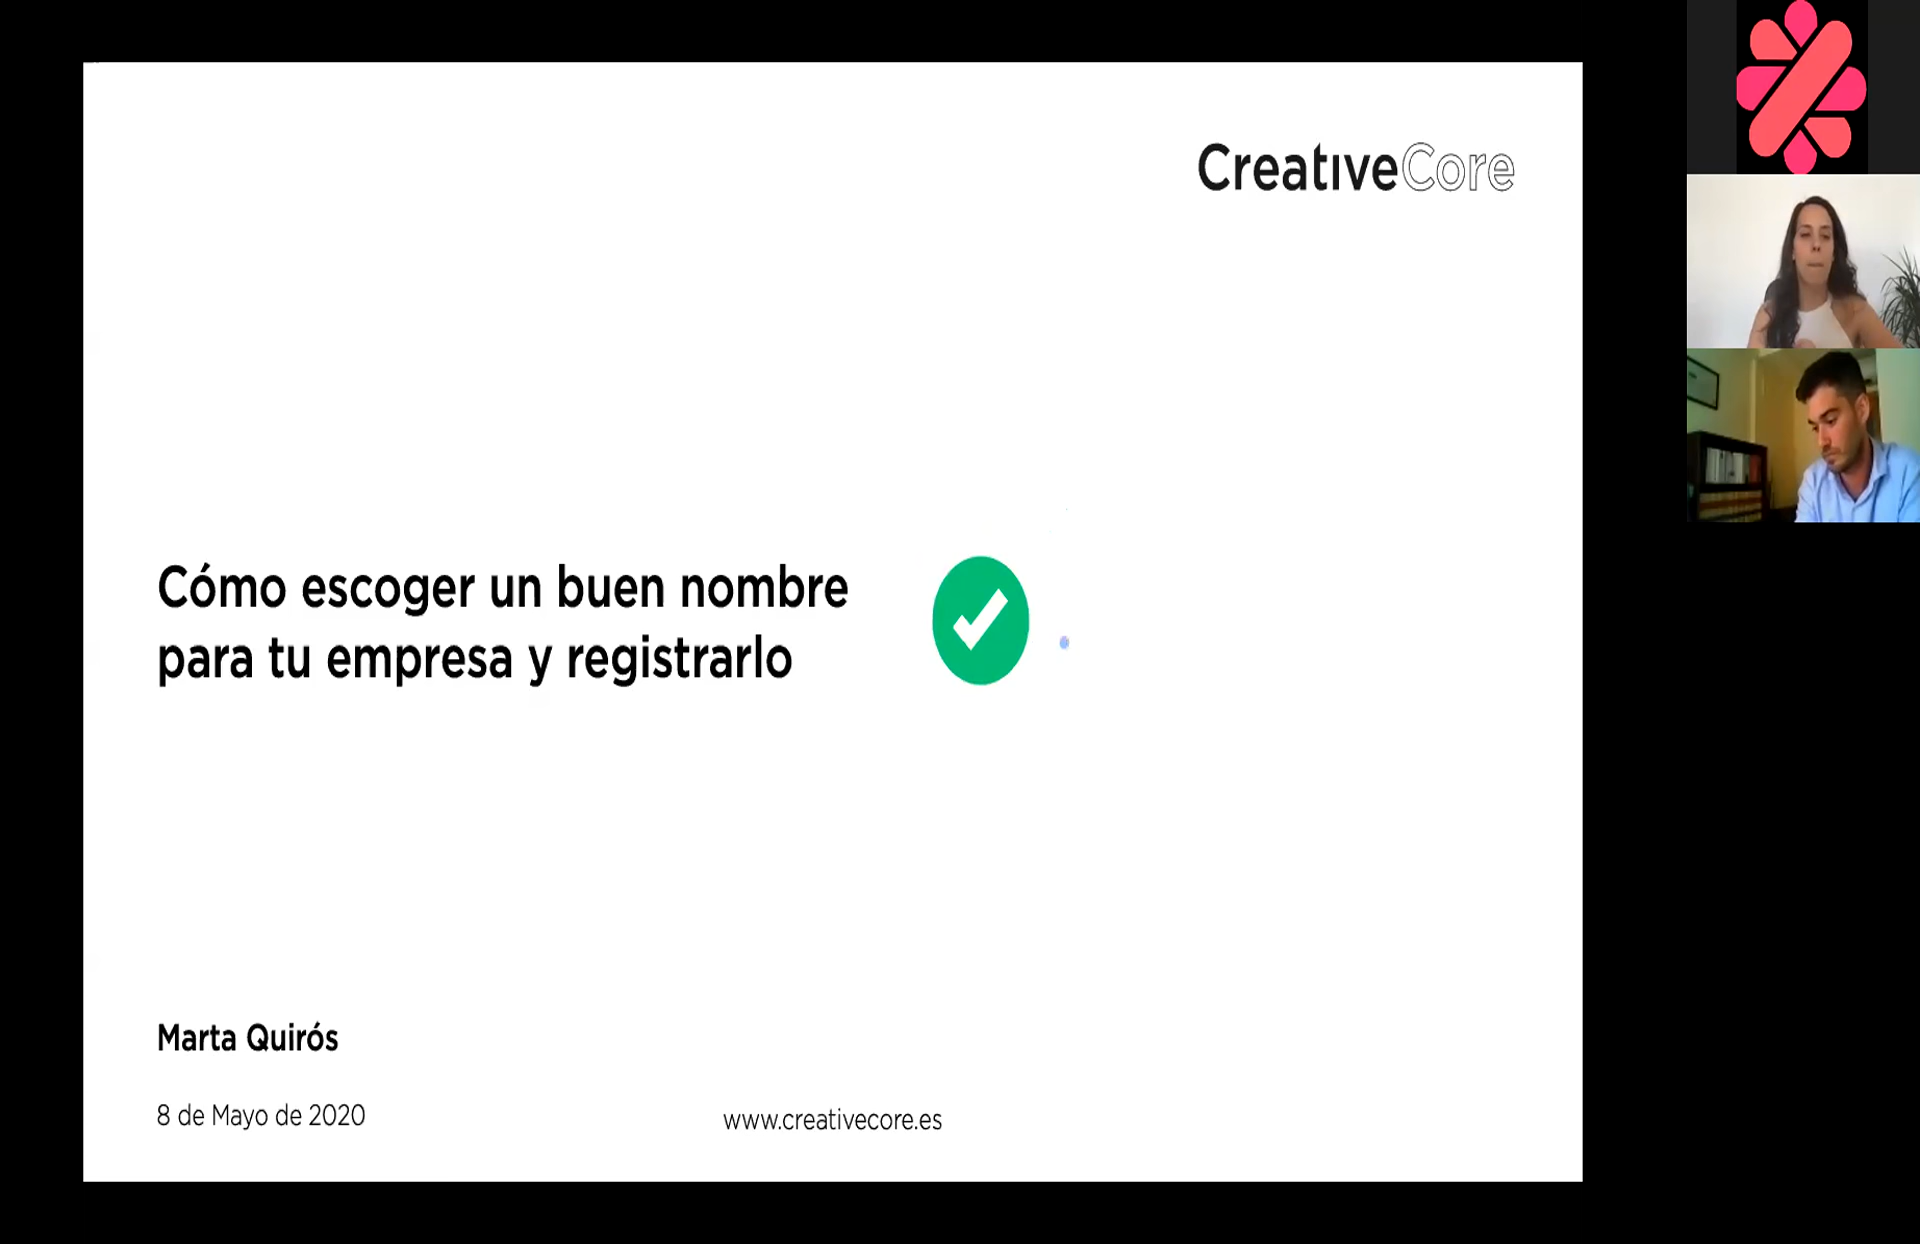 CreativeCore
Cómo escoger un buen nombre
para tu empresa y registrarlo
Marta Quirós
8 de Mayo de 2020
www.creativecore.es